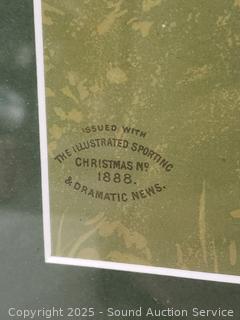 ISSUED WITH
THE ILLUSTRATED SPORTING
CHRISTMAS No
1888.
& DRAMATIC NEWS.
Copyright 2025 - Sound Auction Service